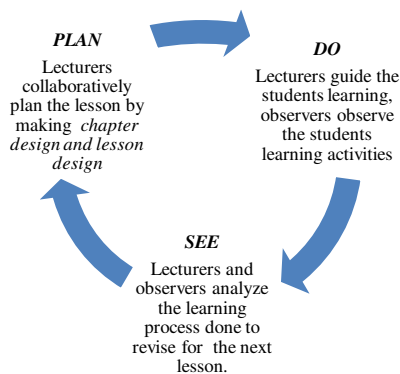 PLAN
Lecturers
collaboratively
plan the lesson by
making chapter
design and lesson
design
DO
Lecturers guide the
students learning,
observers observe
the students
learning activities
SEE
Lecturers and
observers analyze
the learning
process done to
revise for the next
lesson.